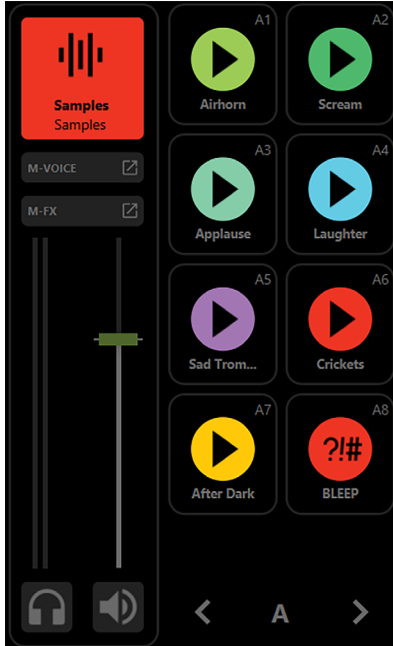 Samples
Samples
M-VOICE
M-FX
A1
Airhorn
A2
Scream
A3
Applause
A4
Laughter
A5
Sad Trom...
A6
Crickets
A7
After Dark
A8
?!#
BLEEP
A